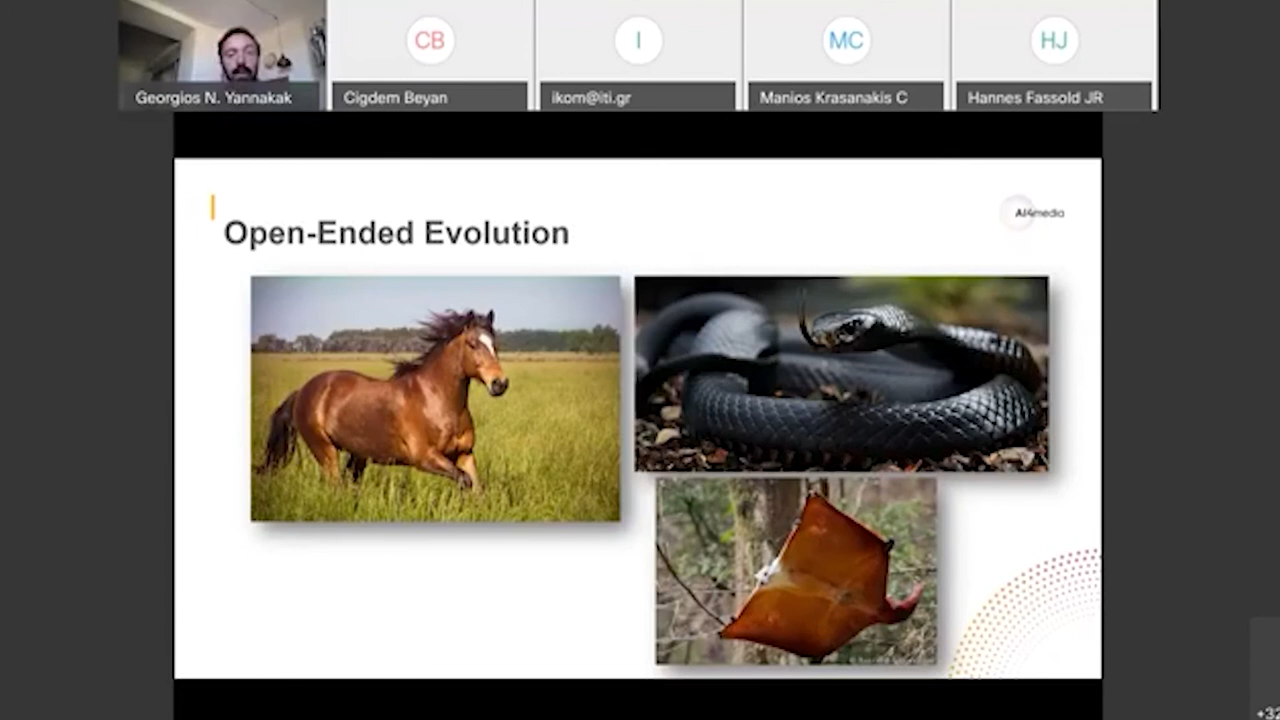 CB
I
MC
HJ
Georgios N. Yannakak
Cigdem Beyan
ikom@iti.gr
Manios Krasanakis C
Hannes Fassold JR
AI4media
Open-Ended Evolution